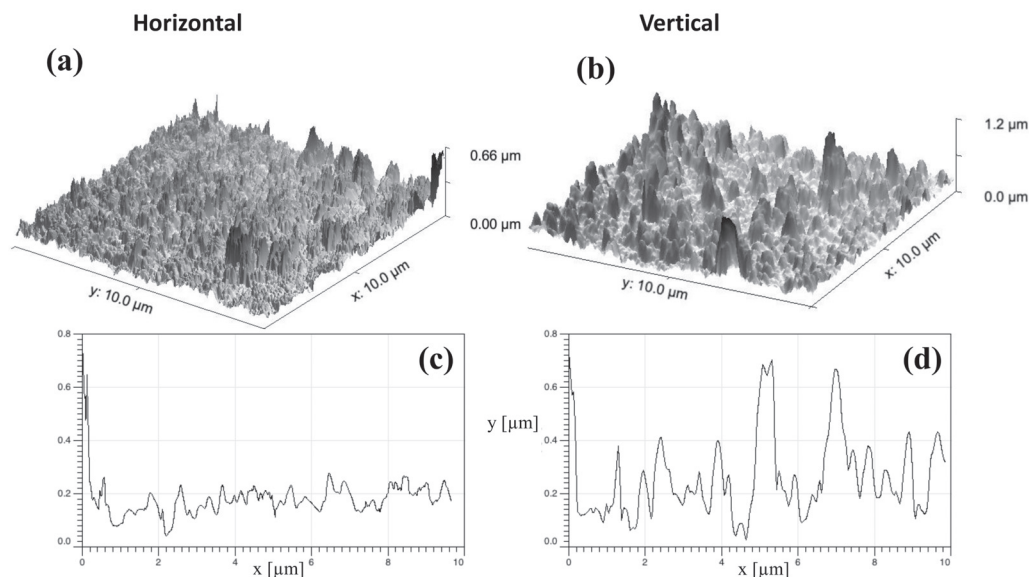 Horizontal
Vertical
(a)
(b)
0.66 µm
0.00 µm
y: 10.0 µm
x: 10.0 µm
1.2 µm
0.0 µm
y: 10.0 µm
x: 10.0 µm
(c)
0.8
0.6
0.4
0.2
0.0
0 2 4 6 8 10
x [µm]
(d)
y [µm]
0.8
0.6
0.4
0.2
0.0
0 2 4 6 8 10
x [µm]